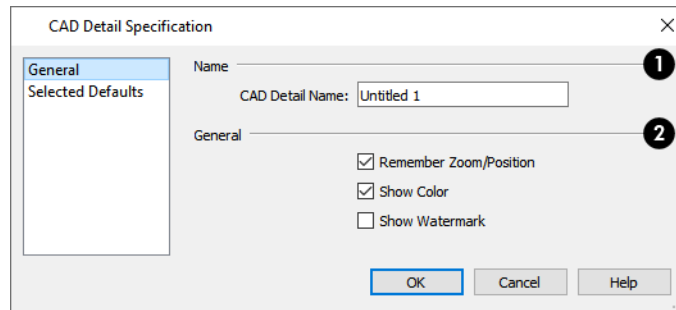 CAD Detail Specification
General
Selected Defaults
Name
1
CAD Detail Name: Untitled 1
General
2
Remember Zoom/Position
Show Color
Show Watermark
OK Cancel Help